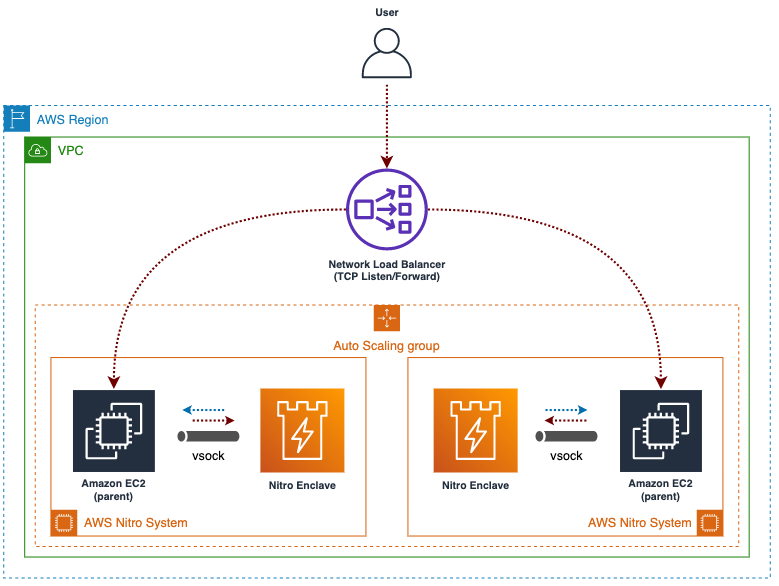 User
AWS Region
VPC
Network Load Balancer
(TCP Listen/Forward)
Auto Scaling group
vsock
Amazon EC2
(parent)
Nitro Enclave
AWS Nitro System
vsock
Nitro Enclave
Amazon EC2
(parent)
AWS Nitro System